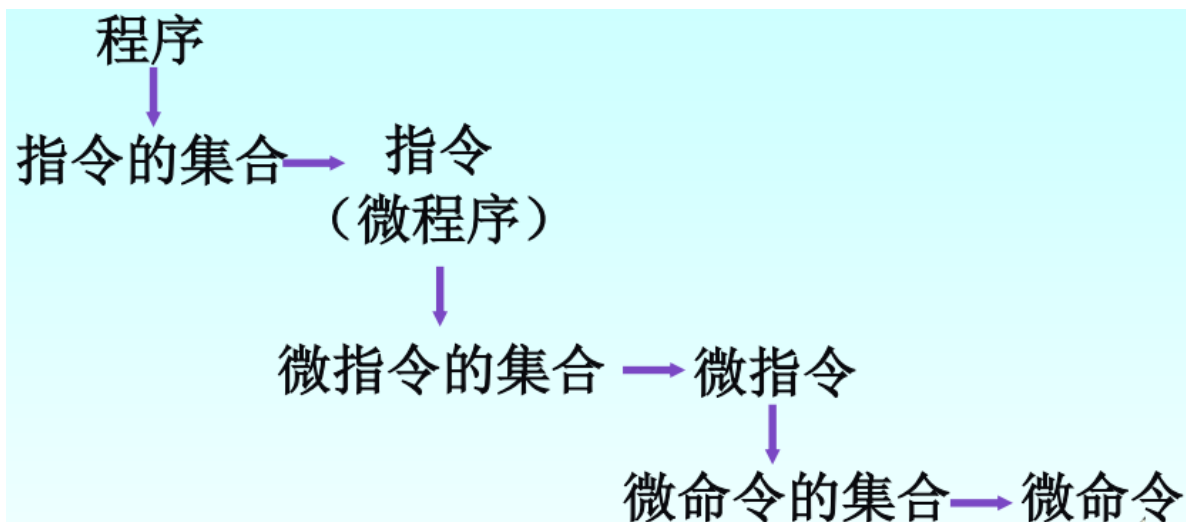 程序
指令的集合
指令
（微程序）
微指令的集合
微指令
微命令的集合
微命令